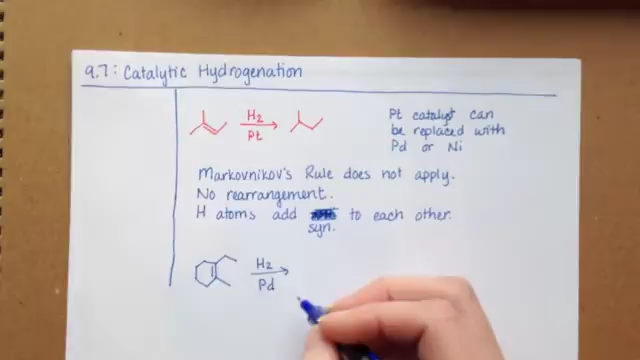 9.7: Catalytic Hydrogenation
H2
Pt
Pt catalyst can
be replaced with
Pd or Ni
Markovnikov's Rule does not apply.
No rearrangement.
H atoms add to each other.
syn.
H2
Pd